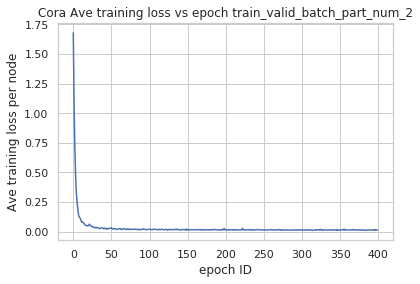 Cora Ave training loss vs epoch train_valid_batch_part_num_2
1.75
1.50
1.25
1.00
0.75
0.50
0.25
0.00
Ave training loss per node
0 50 100 150 200 250 300 350 400
epoch ID